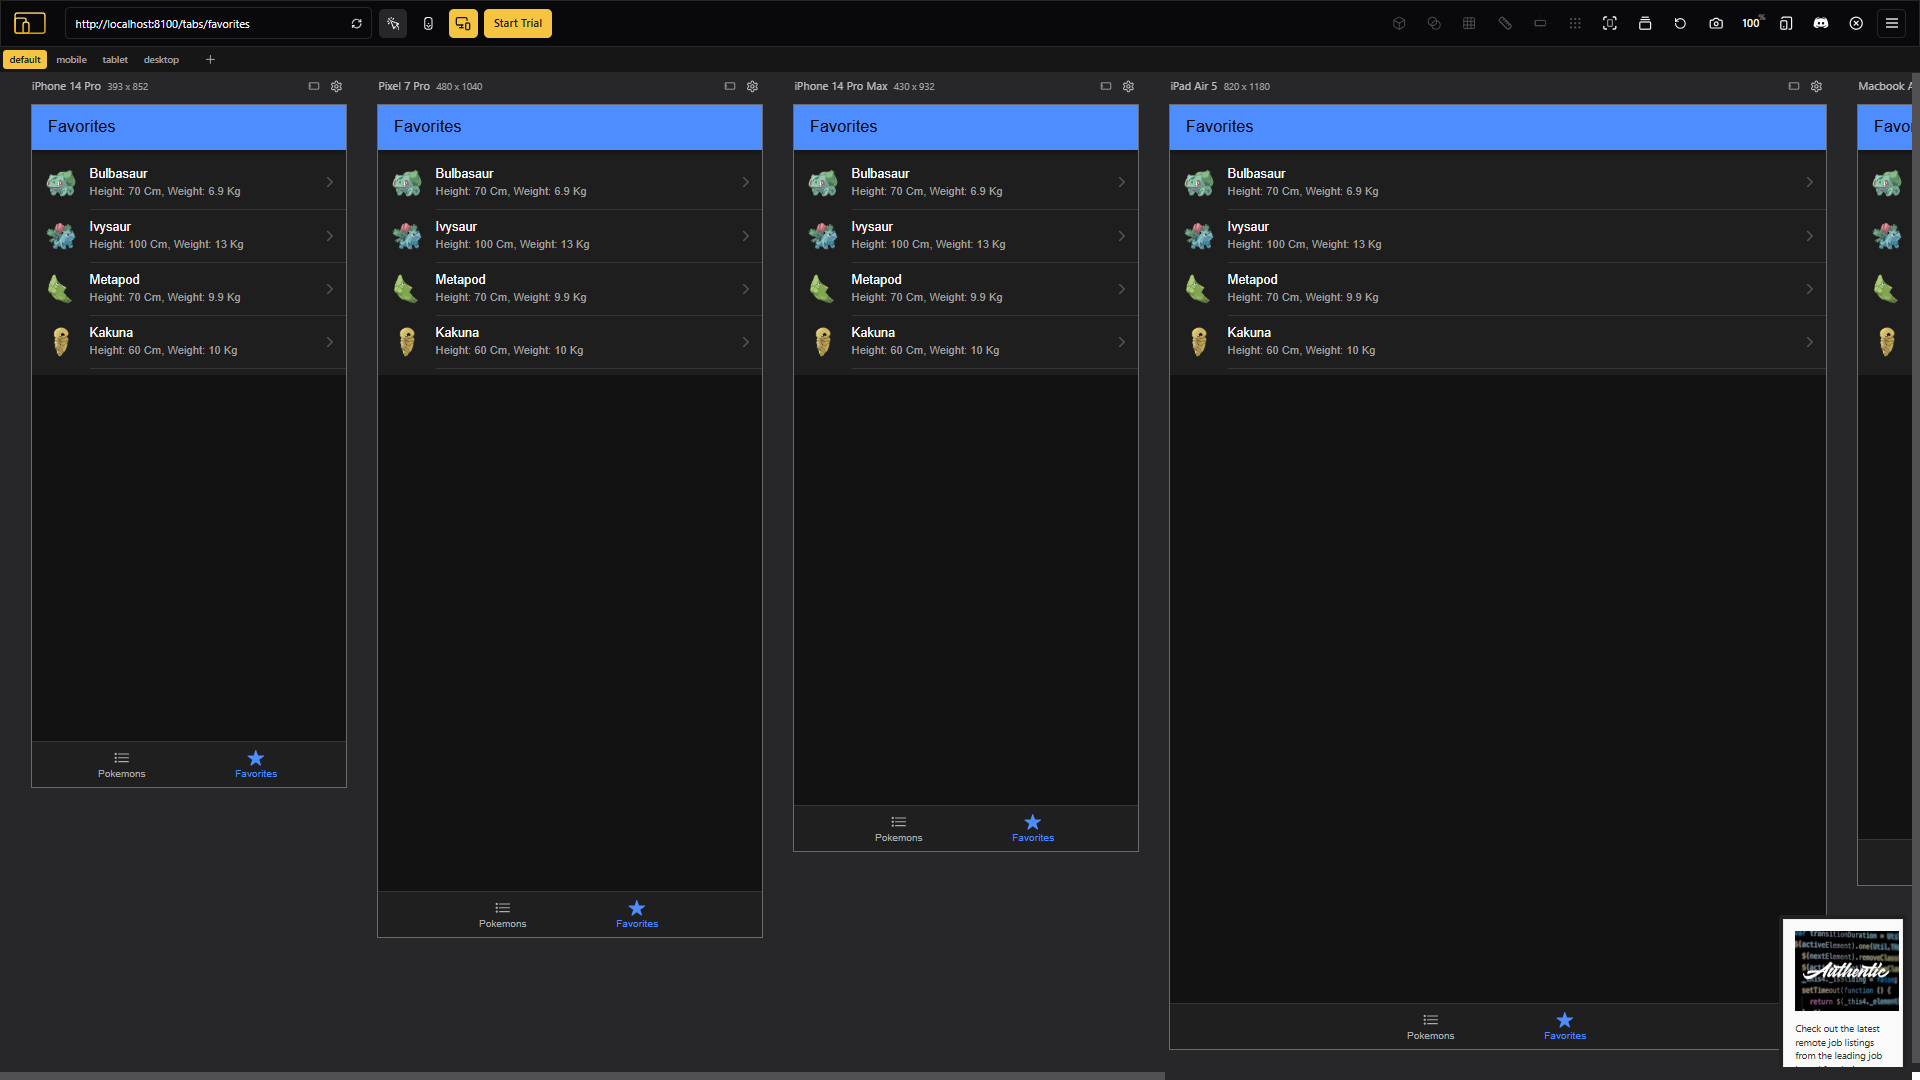 http://localhost:8100/tabs/favorites
Start Trial
100%
default
mobile
tablet
desktop
iPhone 14 Pro 393 x 852
Pixel 7 Pro 480 x 1040
iPhone 14 Pro Max 430 x 932
iPad Air 5 820 x 1180
Macbook A
Favorites
Bulbasaur
Height: 70 Cm, Weight: 6.9 Kg
Ivysaur
Height: 100 Cm, Weight: 13 Kg
Metapod
Height: 70 Cm, Weight: 9.9 Kg
Kakuna
Height: 60 Cm, Weight: 10 Kg
Pokemons
Favorites
Favorites
Bulbasaur
Height: 70 Cm, Weight: 6.9 Kg
Ivysaur
Height: 100 Cm, Weight: 13 Kg
Metapod
Height: 70 Cm, Weight: 9.9 Kg
Kakuna
Height: 60 Cm, Weight: 10 Kg
Pokemons
Favorites
Favorites
Bulbasaur
Height: 70 Cm, Weight: 6.9 Kg
Ivysaur
Height: 100 Cm, Weight: 13 Kg
Metapod
Height: 70 Cm, Weight: 9.9 Kg
Kakuna
Height: 60 Cm, Weight: 10 Kg
Pokemons
Favorites
Favorites
Bulbasaur
Height: 70 Cm, Weight: 6.9 Kg
Ivysaur
Height: 100 Cm, Weight: 13 Kg
Metapod
Height: 70 Cm, Weight: 9.9 Kg
Kakuna
Height: 60 Cm, Weight: 10 Kg
Pokemons
Favorites
Favo
Authentic
setTimeout(function () {
Check out the latest
remote job listings
from the leading job